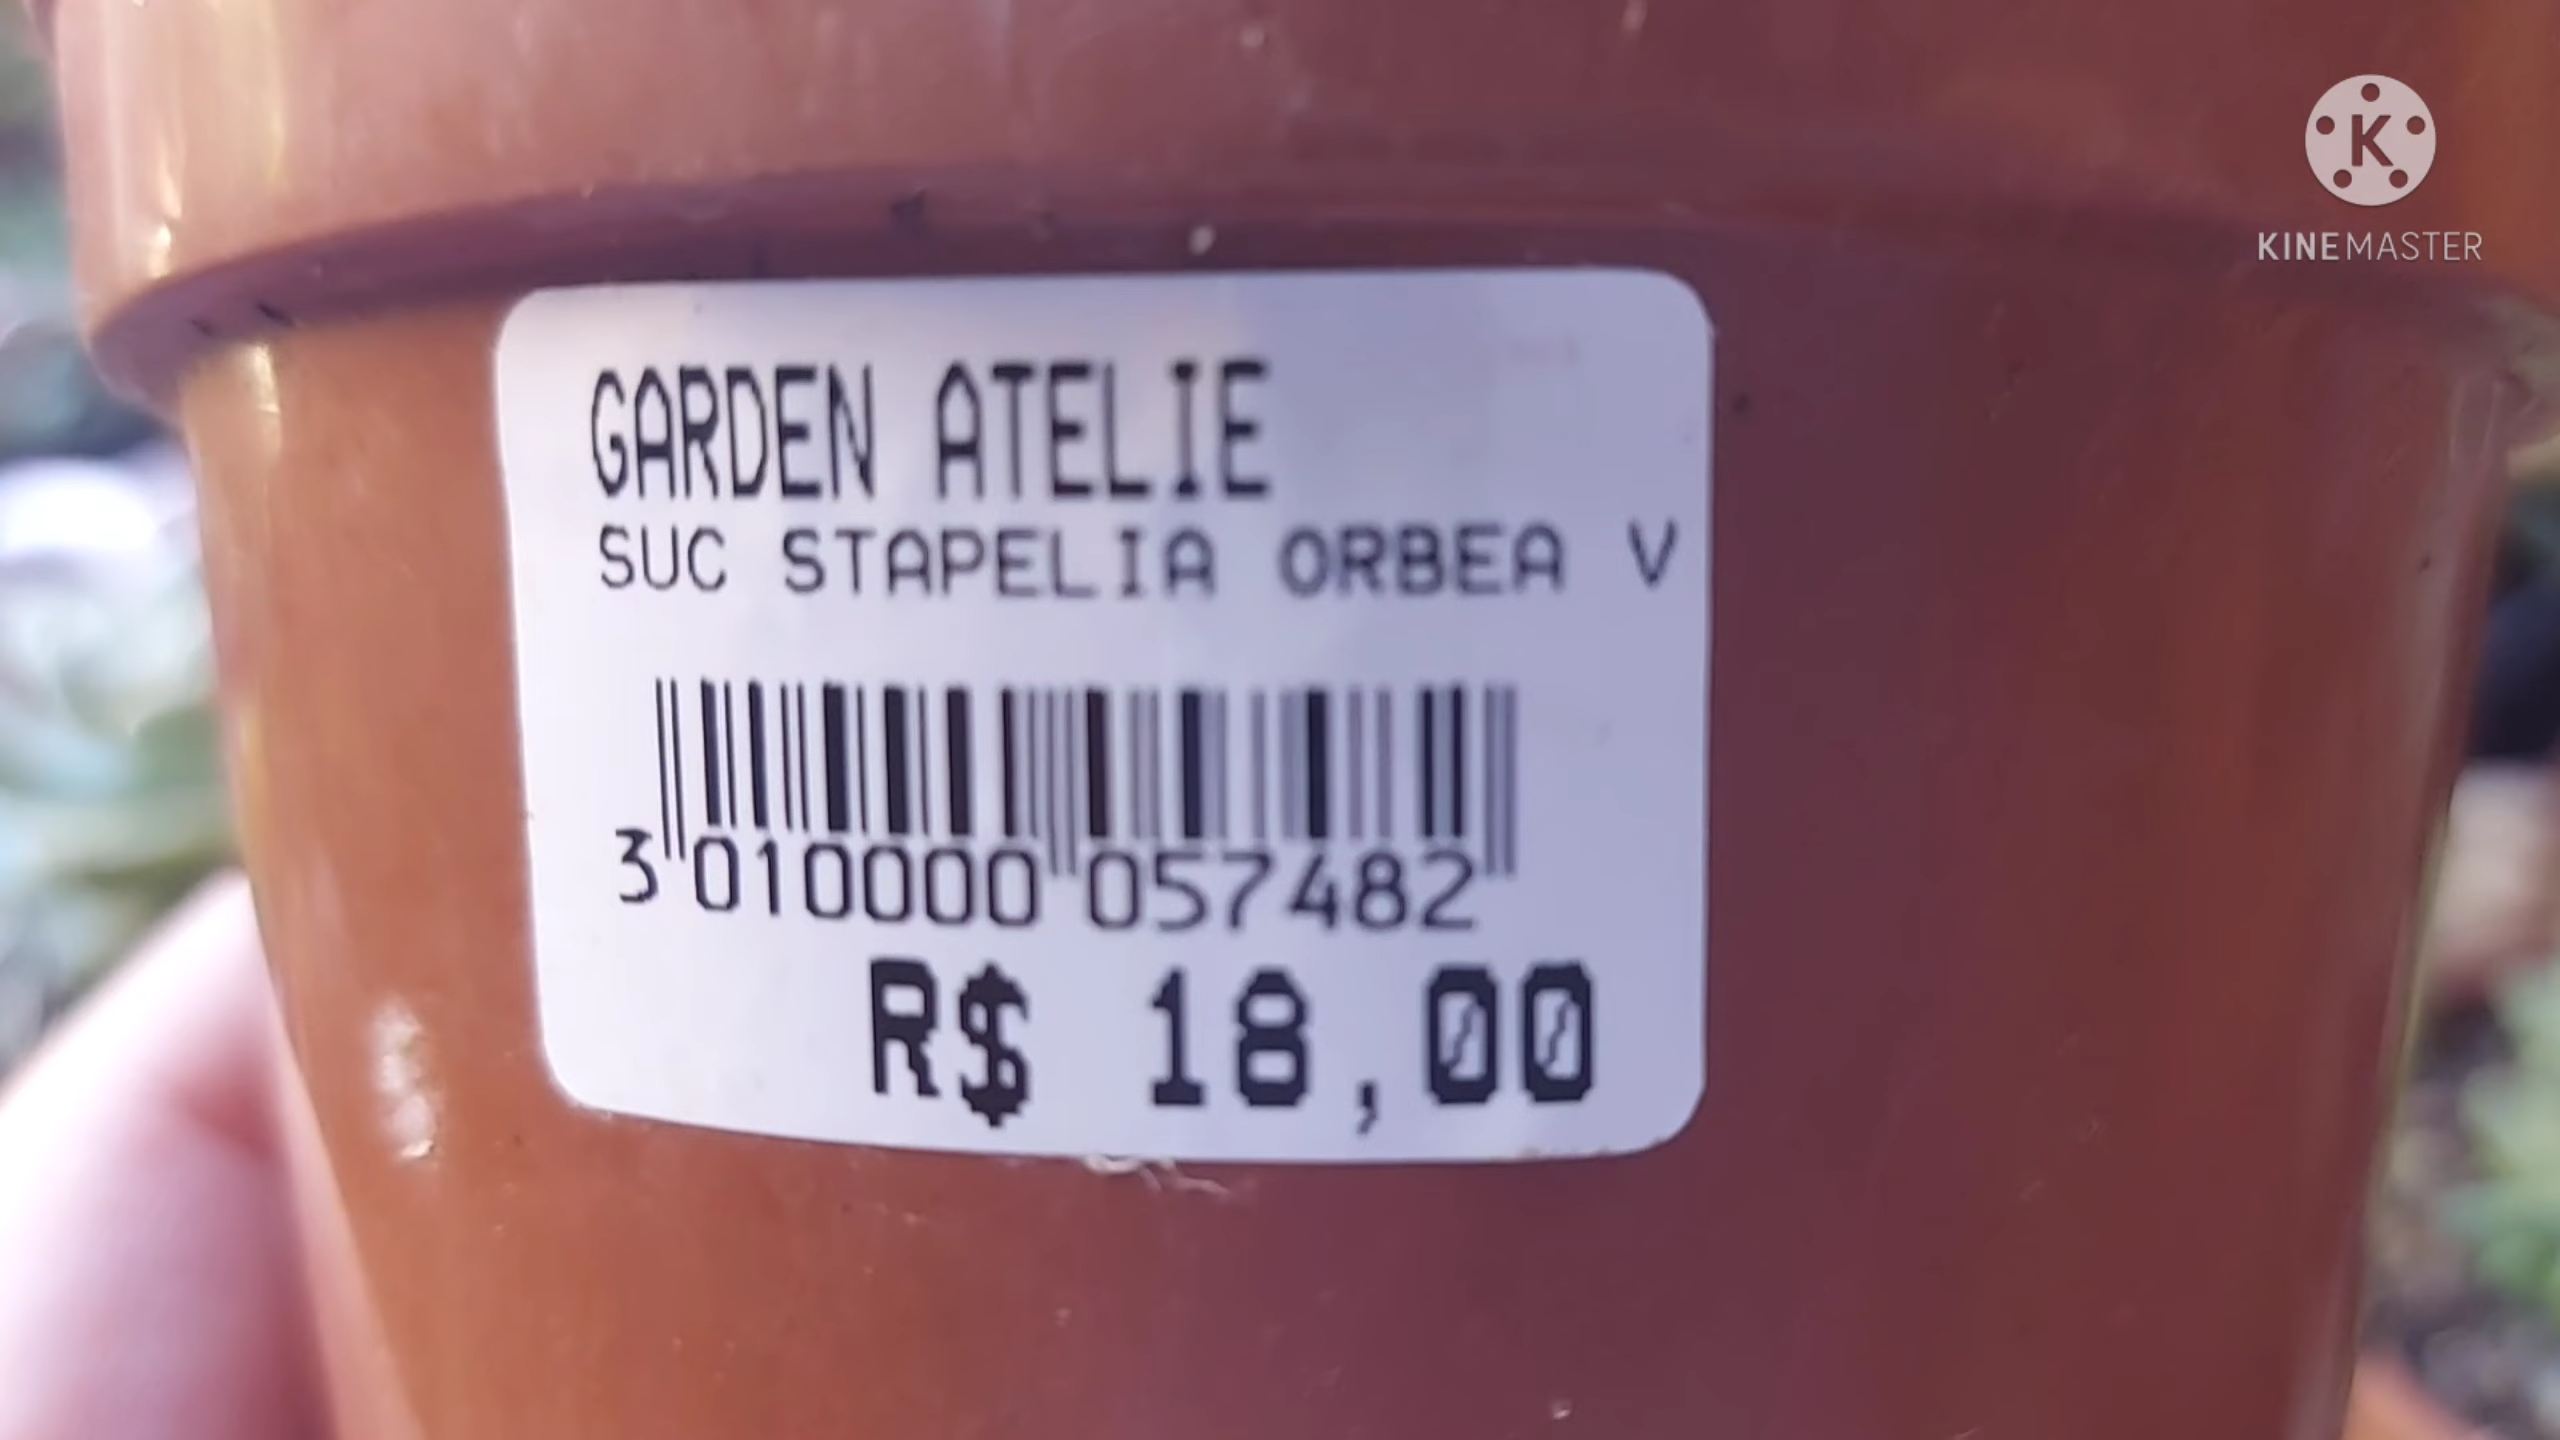 K
KINEMASTER
GARDEN ATELIE
SUC STAPELIA ORBEA V
3 010000 057482
R$ 18,00